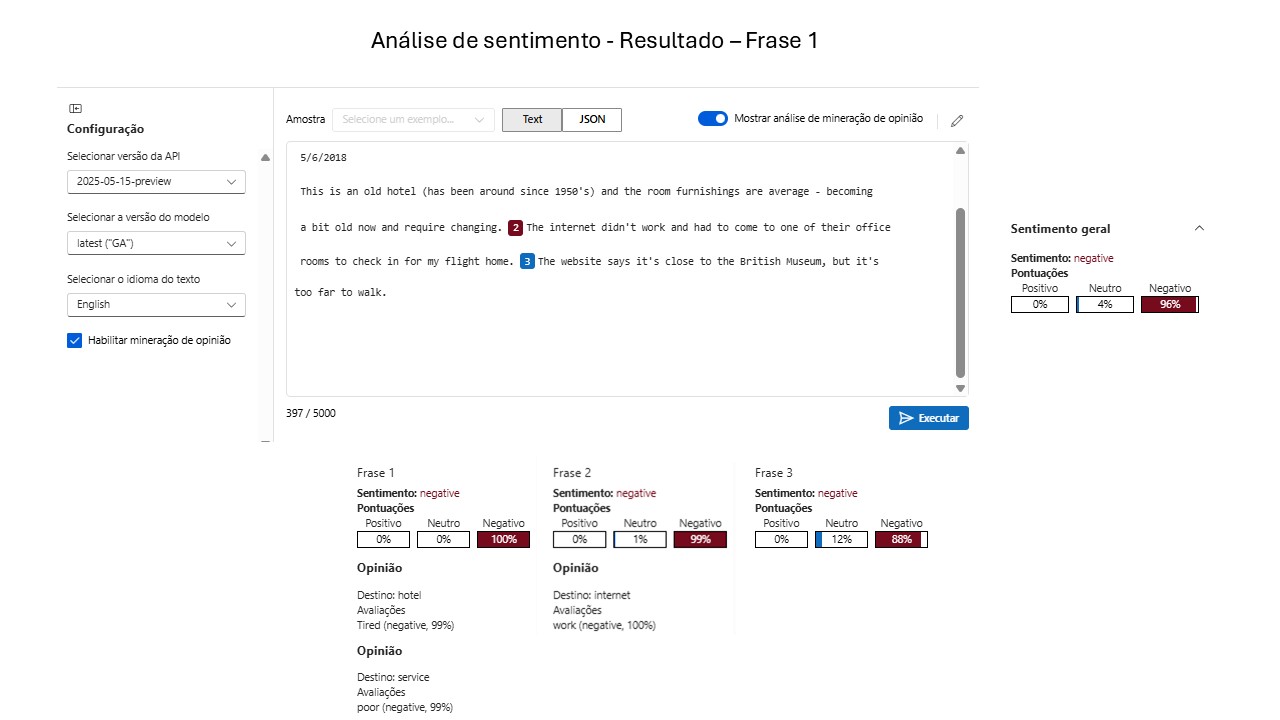 Análise de sentimento - Resultado – Frase 1
Configuração
Selecionar versão da API
2025-05-15-preview
Selecionar a versão do modelo
latest ("GA")
Selecionar o idioma do texto
English
Habilitar mineração de opinião
Amostra Selecione um exemplo... Text JSON Mostrar análise de mineração de opinião
5/6/2018
This is an old hotel (has been around since 1950's) and the room furnishings are average - becoming
a bit old now and require changing. 2 The internet didn't work and had to come to one of their office
rooms to check in for my flight home. 3 The website says it's close to the British Museum, but it's
too far to walk.
397 / 5000
Executar
Sentimento geral
Sentimento: negative
Pontuações
Positivo Neutro Negativo
0% 4% 96%
Frase 1
Sentimento: negative
Pontuações
Positivo Neutro Negativo
0% 0% 100%
Opinião
Destino: hotel
Avaliações
Tired (negative, 99%)
Opinião
Destino: service
Avaliações
poor (negative, 99%)
Frase 2
Sentimento: negative
Pontuações
Positivo Neutro Negativo
0% 1% 99%
Opinião
Destino: internet
Avaliações
work (negative, 100%)
Frase 3
Sentimento: negative
Pontuações
Positivo Neutro Negativo
0% 12% 88%